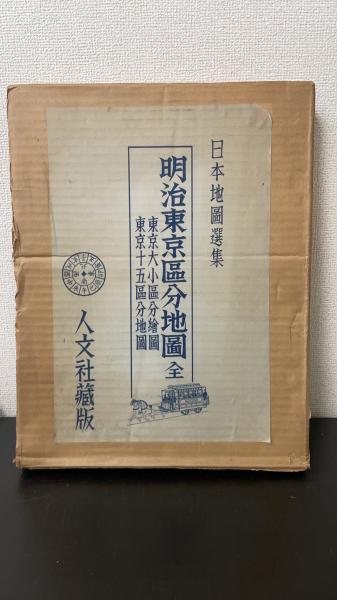 日本地圖選集
明治東京區分地圖 全
東京大小區分繪圖
東京十五區分地圖
人文社藏版